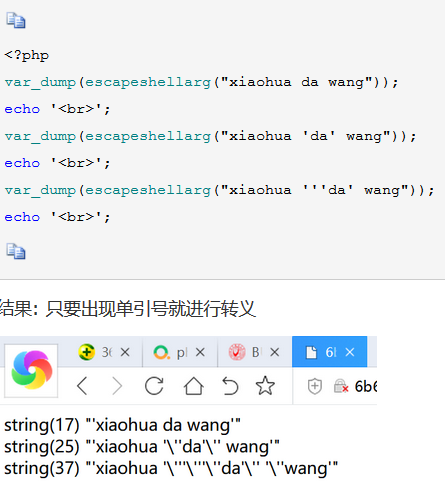 <?php
var_dump(escapeshellarg("xiaohua da wang"));
echo '<br>';
var_dump(escapeshellarg("xiaohua 'da' wang"));
echo '<br>';
var_dump(escapeshellarg("xiaohua '''da' wang"));
echo '<br>';
结果: 只要出现单引号就进行转义
36 ×
pl ×
Bl ×
6l ×
6b6
string(17) "'xiaohua da wang'"
string(25) "'xiaohua '\''da'\'' wang'"
string(37) "'xiaohua '\'''\'''\''da'\'' '\''wang'"